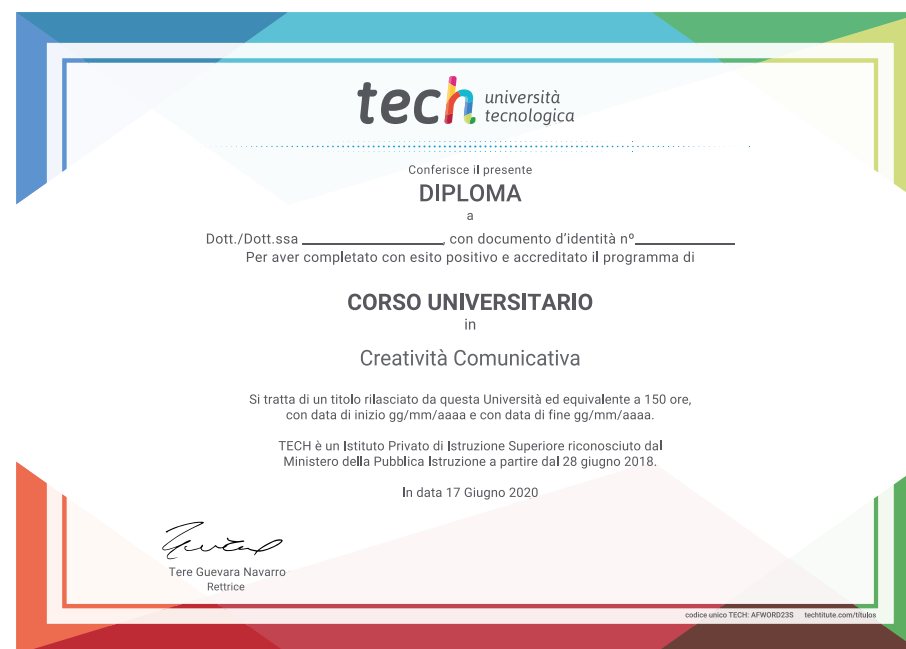 tech università
tecnologica
Conferisce il presente
DIPLOMA
a
Dott./Dott.ssa ____________________, con documento d'identità nº______________
Per aver completato con esito positivo e accreditato il programma di
CORSO UNIVERSITARIO
in
Creatività Comunicativa
Si tratta di un titolo rilasciato da questa Università ed equivalente a 150 ore,
con data di inizio gg/mm/aaaa e con data di fine gg/mm/aaaa.
TECH è un Istituto Privato di Istruzione Superiore riconosciuto dal
Ministero della Pubblica Istruzione a partire dal 28 giugno 2018.
In data 17 Giugno 2020
Tere Guevara Navarro
Rettrice
codice unico TECH: AFWORD23S techtitute.com/titulos